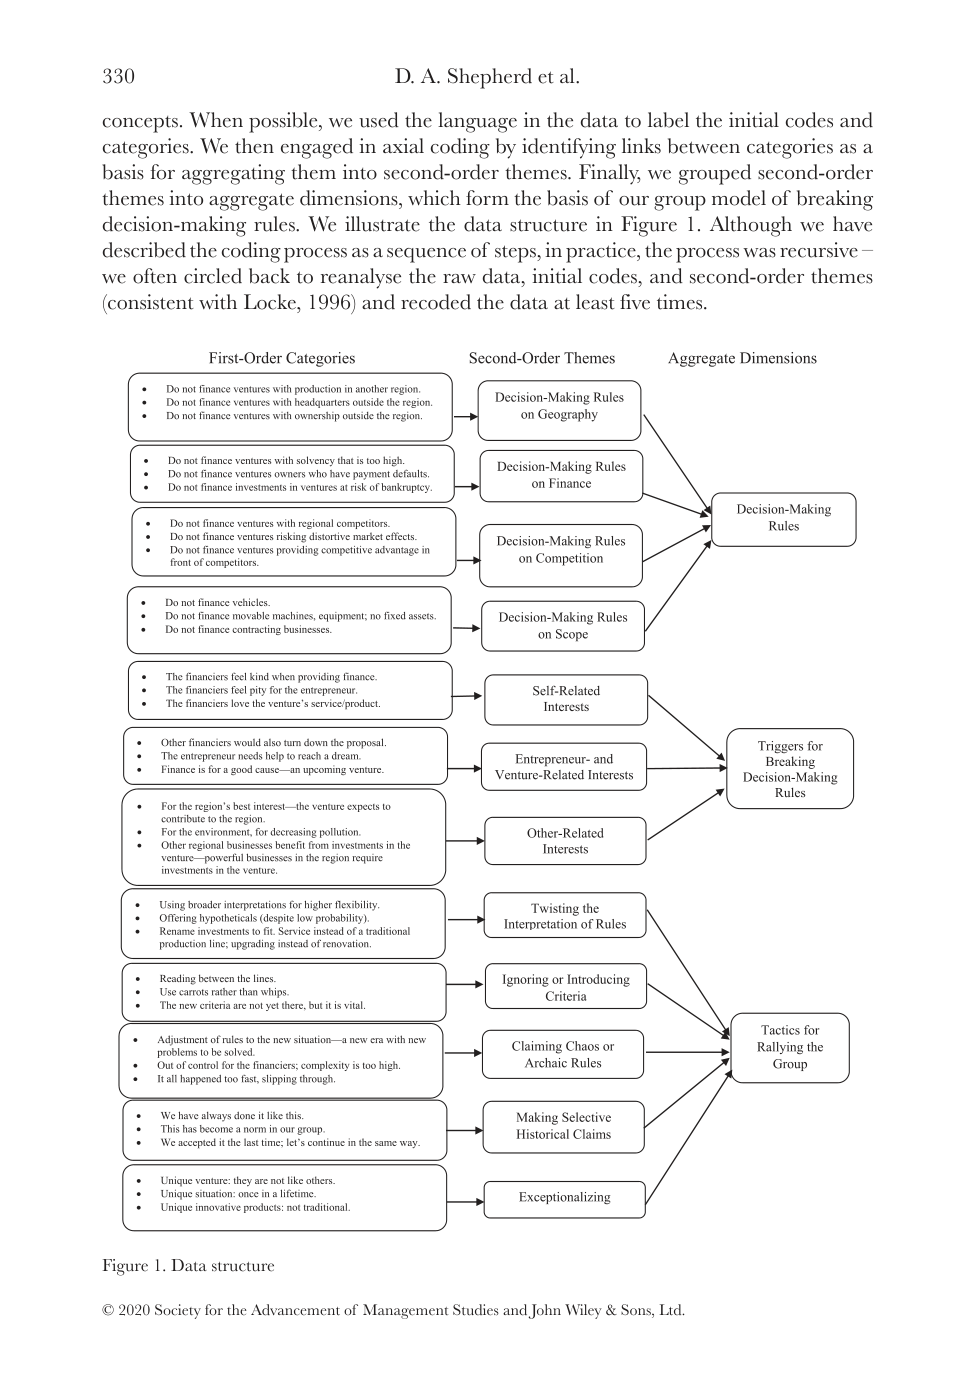 330
D. A. Shepherd et al.
concepts. When possible, we used the language in the data to label the initial codes and
categories. We then engaged in axial coding by identifying links between categories as a
basis for aggregating them into second-order themes. Finally, we grouped second-order
themes into aggregate dimensions, which form the basis of our group model of breaking
decision-making rules. We illustrate the data structure in Figure 1. Although we have
described the coding process as a sequence of steps, in practice, the process was recursive –
we often circled back to reanalyse the raw data, initial codes, and second-order themes
(consistent with Locke, 1996) and recoded the data at least five times.
First-Order Categories
Second-Order Themes
Aggregate Dimensions
• Do not finance ventures with production in another region.
• Do not finance ventures with headquarters outside the region.
• Do not finance ventures with ownership outside the region.
Decision-Making Rules
on Geography
• Do not finance ventures with solvency that is too high.
• Do not finance ventures owners who have payment defaults.
• Do not finance investments in ventures at risk of bankruptcy.
Decision-Making Rules
on Finance
• Do not finance ventures with regional competitors.
• Do not finance ventures risking distortive market effects.
• Do not finance ventures providing competitive advantage in
front of competitors.
Decision-Making Rules
on Competition
• Do not finance vehicles.
• Do not finance movable machines, equipment; no fixed assets.
• Do not finance contracting businesses.
Decision-Making Rules
on Scope
Decision-Making
Rules
• The financiers feel kind when providing finance.
• The financiers feel pity for the entrepreneur.
• The financiers love the venture's service/product.
Self-Related
Interests
• Other financiers would also turn down the proposal.
• The entrepreneur needs help to reach a dream.
• Finance is for a good cause—an upcoming venture.
Entrepreneur- and
Venture-Related Interests
• For the region's best interest—the venture expects to
contribute to the region.
• For the environment, for decreasing pollution.
• Other regional businesses benefit from investments in the
venture—powerful businesses in the region require
investments in the venture.
Other-Related
Interests
Triggers for
Breaking
Decision-Making
Rules
• Using broader interpretations for higher flexibility.
• Offering hypotheticals (despite low probability).
• Rename investments to fit. Service instead of a traditional
production line; upgrading instead of renovation.
Twisting the
Interpretation of Rules
• Reading between the lines.
• Use carrots rather than whips.
• The new criteria are not yet there, but it is vital.
Ignoring or Introducing
Criteria
• Adjustment of rules to the new situation—a new era with new
problems to be solved.
• Out of control for the financiers; complexity is too high.
• It all happened too fast, slipping through.
Claiming Chaos or
Archaic Rules
• We have always done it like this.
• This has become a norm in our group.
• We accepted it the last time; let's continue in the same way.
Making Selective
Historical Claims
• Unique venture: they are not like others.
• Unique situation: once in a lifetime.
• Unique innovative products: not traditional.
Exceptionalizing
Tactics for
Rallying the
Group
Figure 1. Data structure
© 2020 Society for the Advancement of Management Studies and John Wiley & Sons, Ltd.